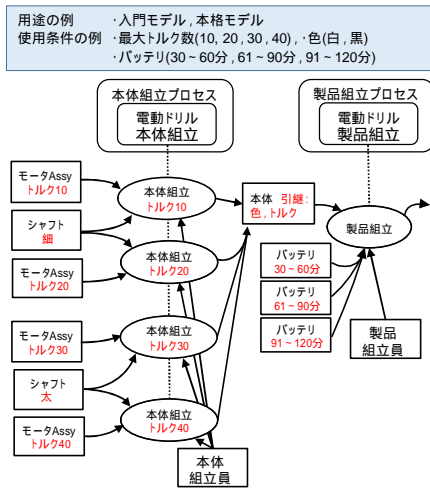 用途の例 ・入門モデル，本格モデル
使用条件の例 ・最大トルク数(10, 20 , 30 , 40) , ・色(白 , 黒)
・バッテリ(30～60分 , 61～90分 , 91～120分)
本体組立プロセス
電動ドリル
本体組立
製品組立プロセス
電動ドリル
製品組立
モータAssy
トルク10
シャフト
細
モータAssy
トルク20
モータAssy
トルク30
シャフト
太
モータAssy
トルク40
本体組立
トルク10
本体組立
トルク20
本体組立
トルク30
本体組立
トルク40
本体 引継：
色 , トルク
製品組立
バッテリ
30～60分
バッテリ
61～90分
バッテリ
91～120分
製品
組立員
本体
組立員